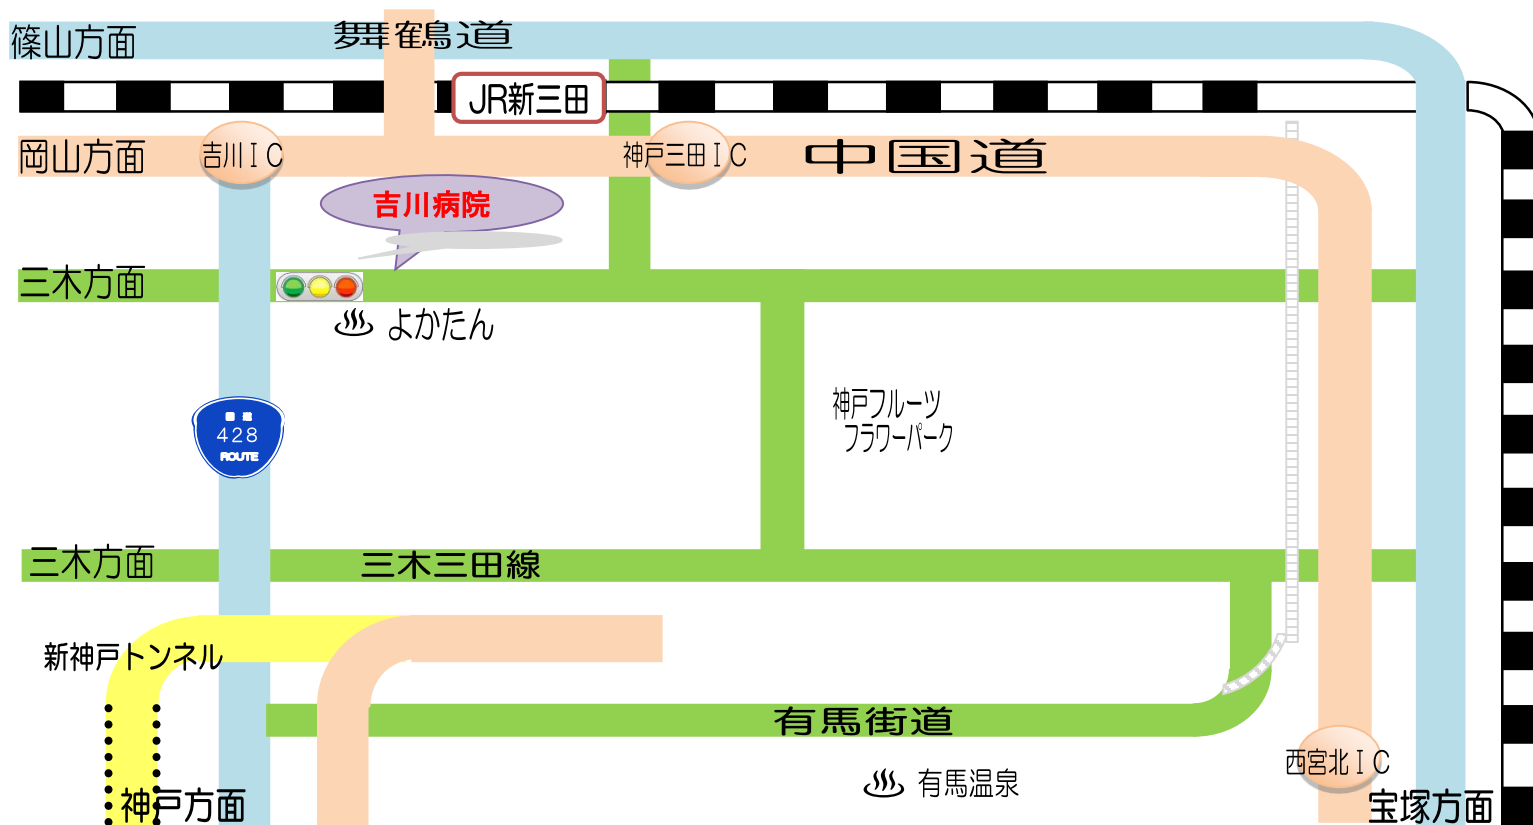 舞鶴道
篠山方面
JR新三田
岡山方面
吉川IC
神戸三田IC
中国道
吉川病院
三木方面
よかたん
神戸フルーツ
フラワーパーク
国道
428
ROUTE
三木方面
三木三田線
新神戸トンネル
有馬街道
西宮北IC
有馬温泉
神戸方面
宝塚方面